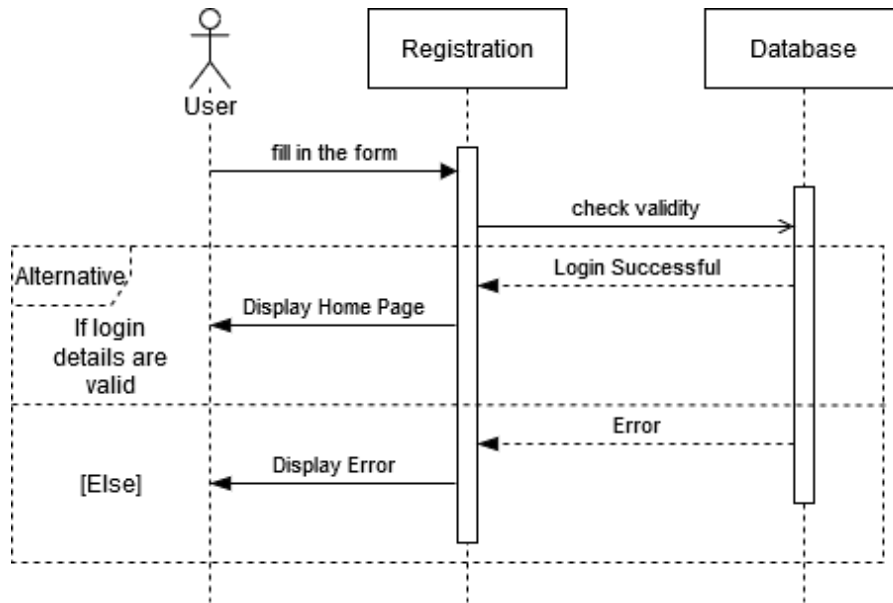 Registration
Database
User
fill in the form
check validity
Alternative
Login Successful
Display Home Page
If login
details are
valid
Error
Display Error
[Else]